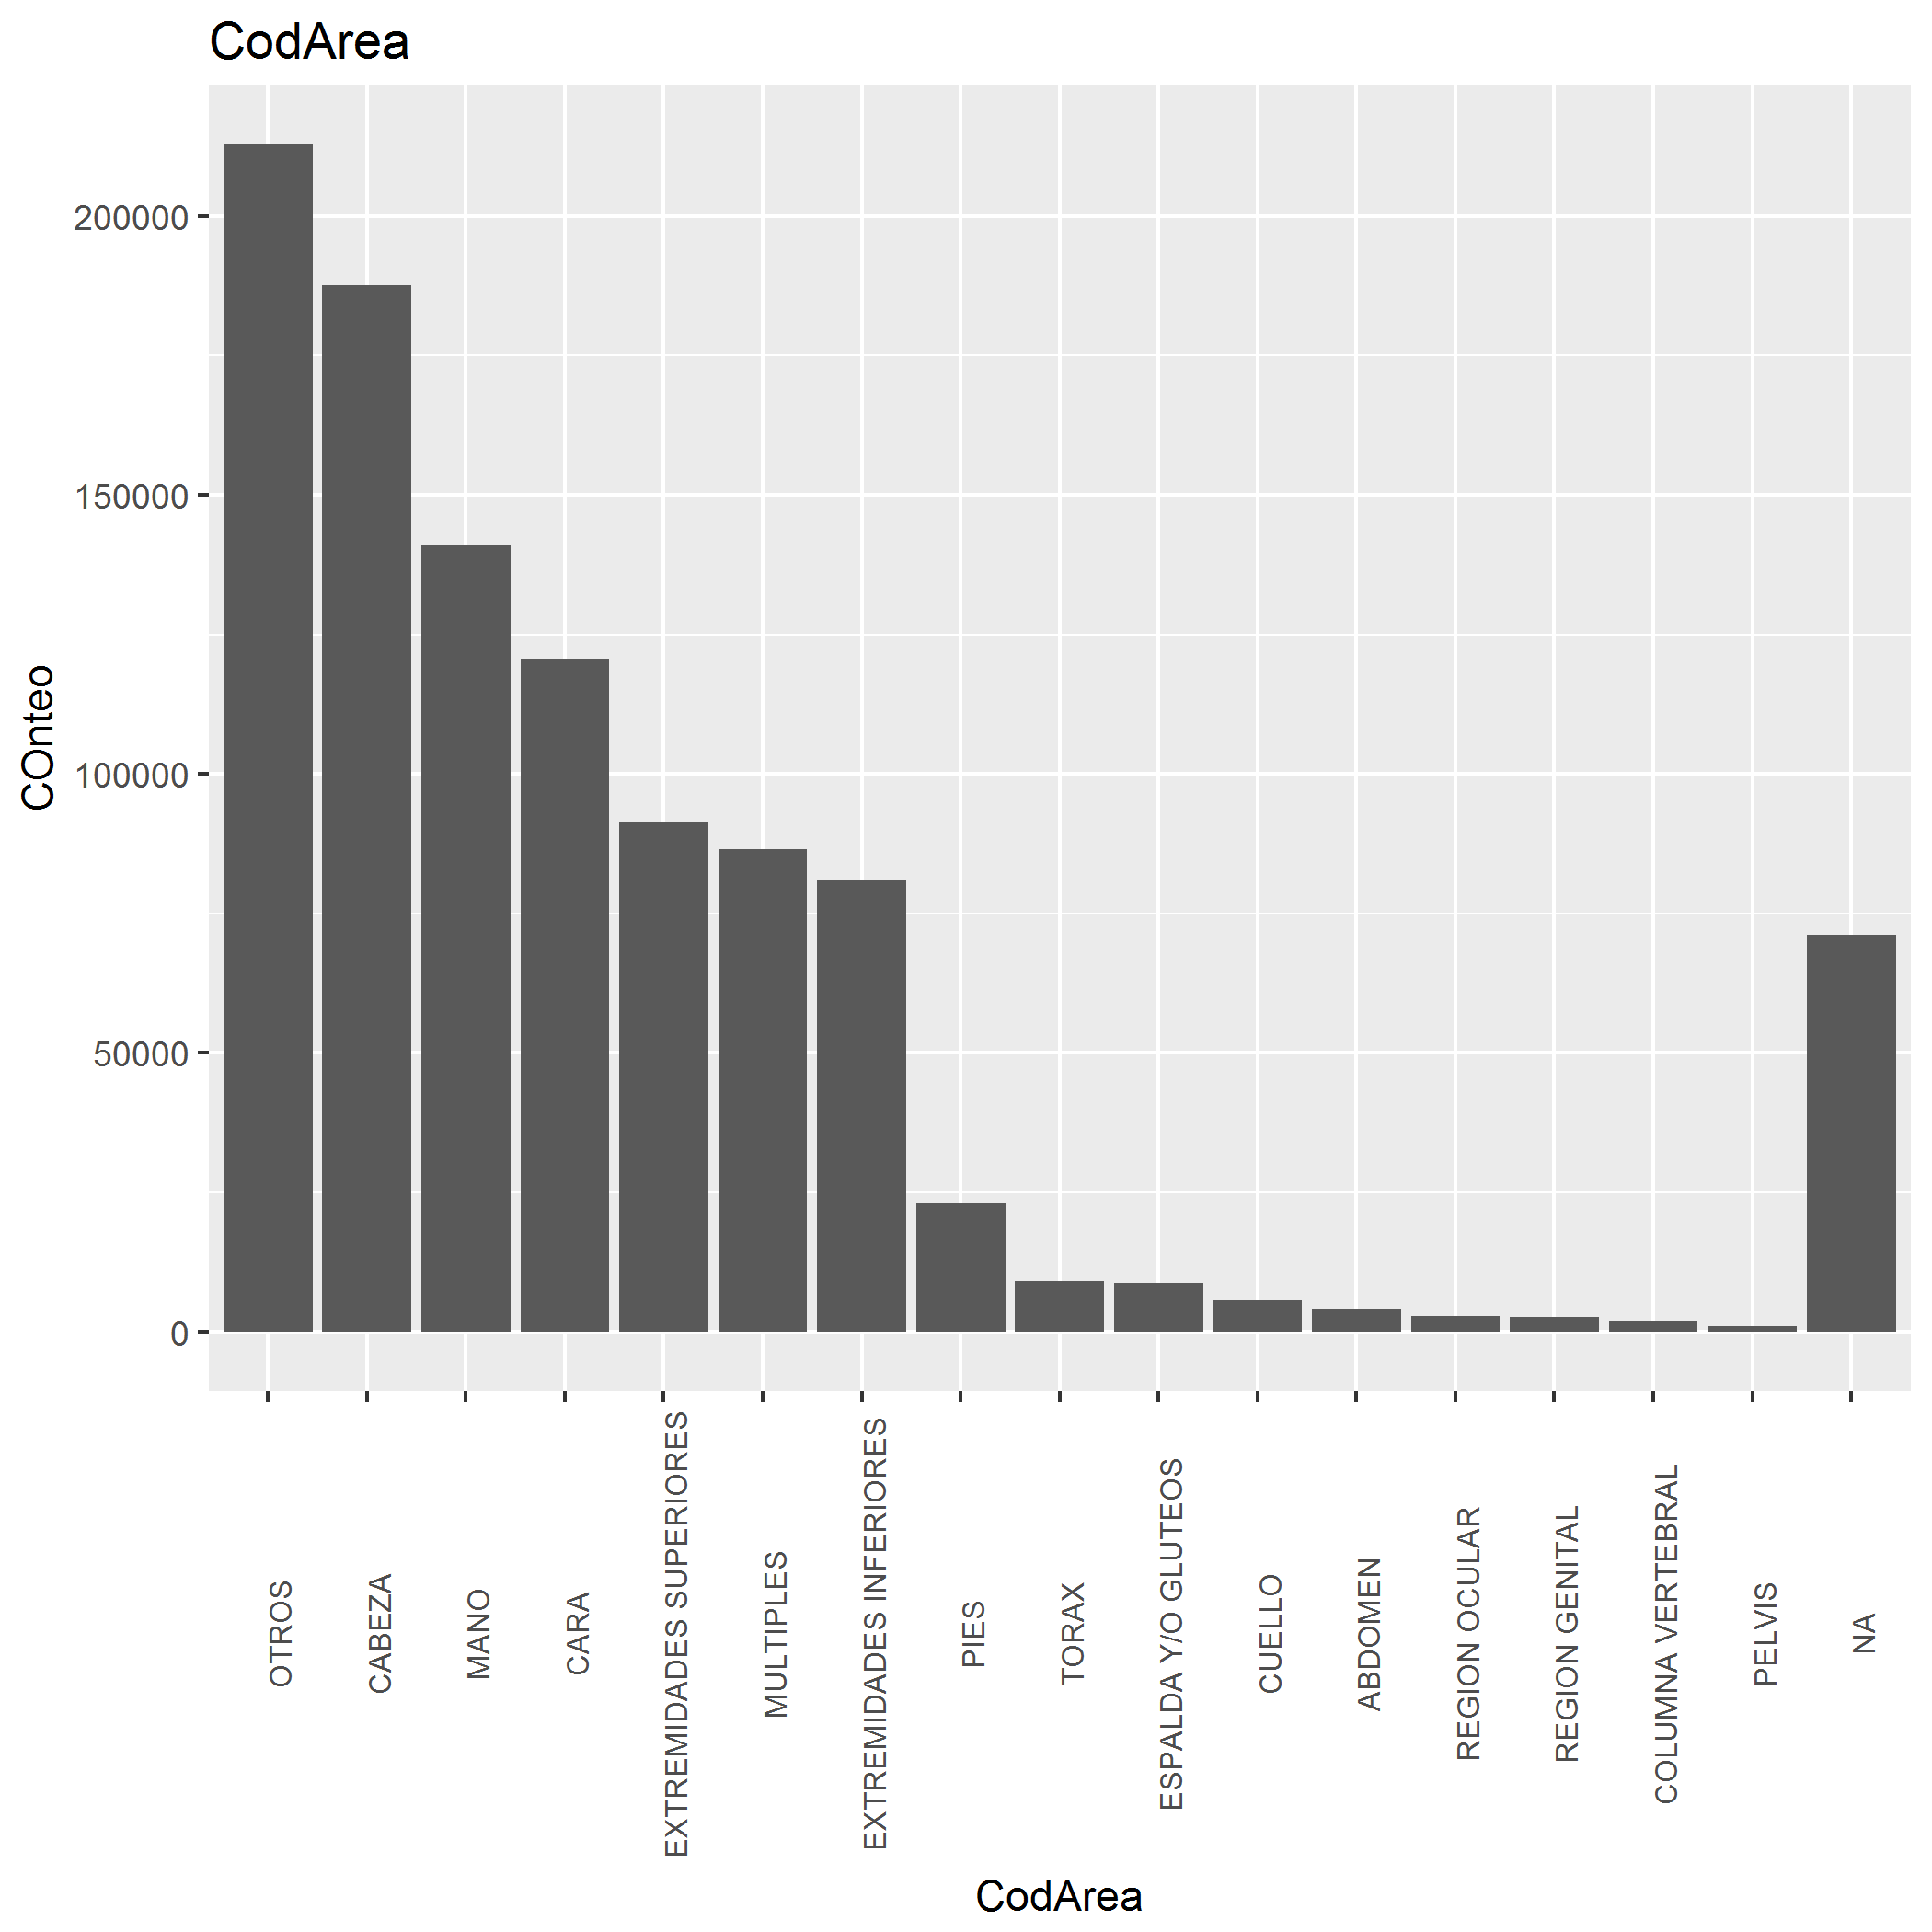 CodArea
COnteo
200000
150000
100000
50000
0
OTROS
CABEZA
MANO
CARA
EXTREMIDADES SUPERIORES
MULTIPLES
EXTREMIDADES INFERIORES
PIES
TORAX
ESPALDA Y/O GLUTEOS
CUELLO
ABDOMEN
REGION OCULAR
REGION GENITAL
COLUMNA VERTEBRAL
PELVIS
NA
CodArea